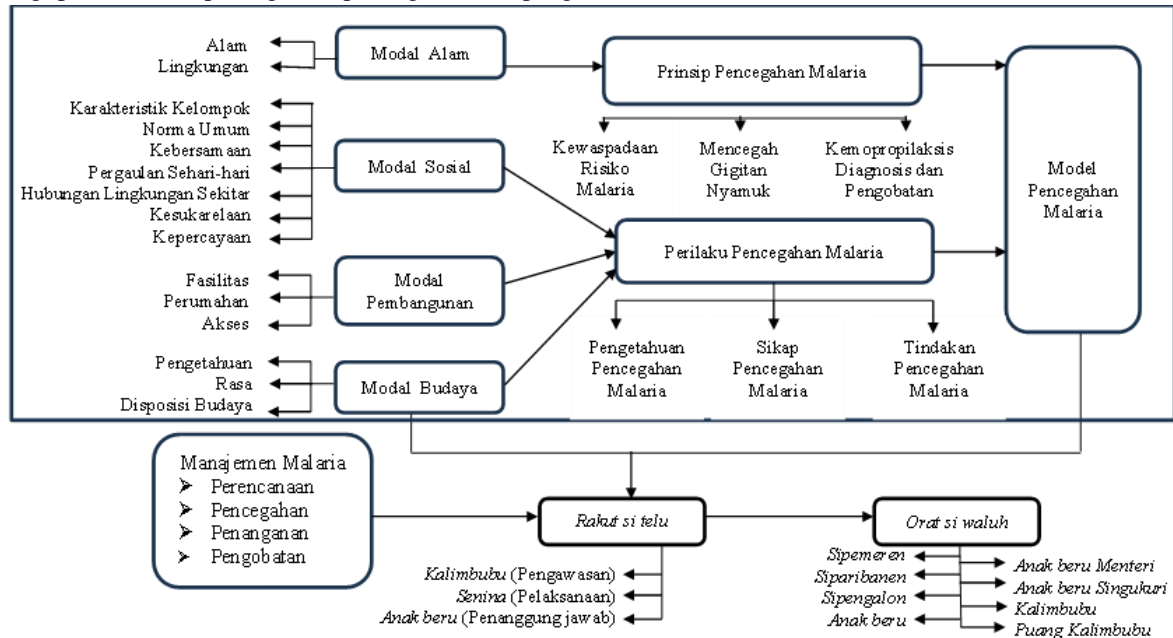 Alam
Lingkungan
Modal Alam
Prinsip Pencegahan Malaria
Kewaspadaan
Risiko
Malaria
Mencegah
Gigitan
Nyamuk
Kemopropilaksis
Diagnosis dan
Pengobatan
Model
Pencegahan
Malaria
Karakteristik Kelompok
Norma Umum
Kebersamaan
Pergaulan Sehari-hari
Hubungan Lingkungan Sekitar
Kesukarelaan
Kepercayaan
Modal Sosial
Perilaku Pencegahan Malaria
Fasilitas
Perumahan
Akses
Modal
Pembangunan
Pengetahuan
Pencegahan
Malaria
Sikap
Pencegahan
Malaria
Tindakan
Pencegahan
Malaria
Pengetahuan
Rasa
Disposisi Budaya
Modal Budaya
Manajemen Malaria
➢ Perencanaan
➢ Pencegahan
➢ Penanganan
➢ Pengobatan
Rakut si telu
Kalimbubu (Pengawasan)
Senina (Pelaksanaan)
Anak beru (Penanggung jawab)
Orat si waluh
Sipemeren
Siparibanen
Sipengalon
Anak beru
Anak beru Menteri
Anak beru Singukuri
Kalimbubu
Puang Kalimbubu